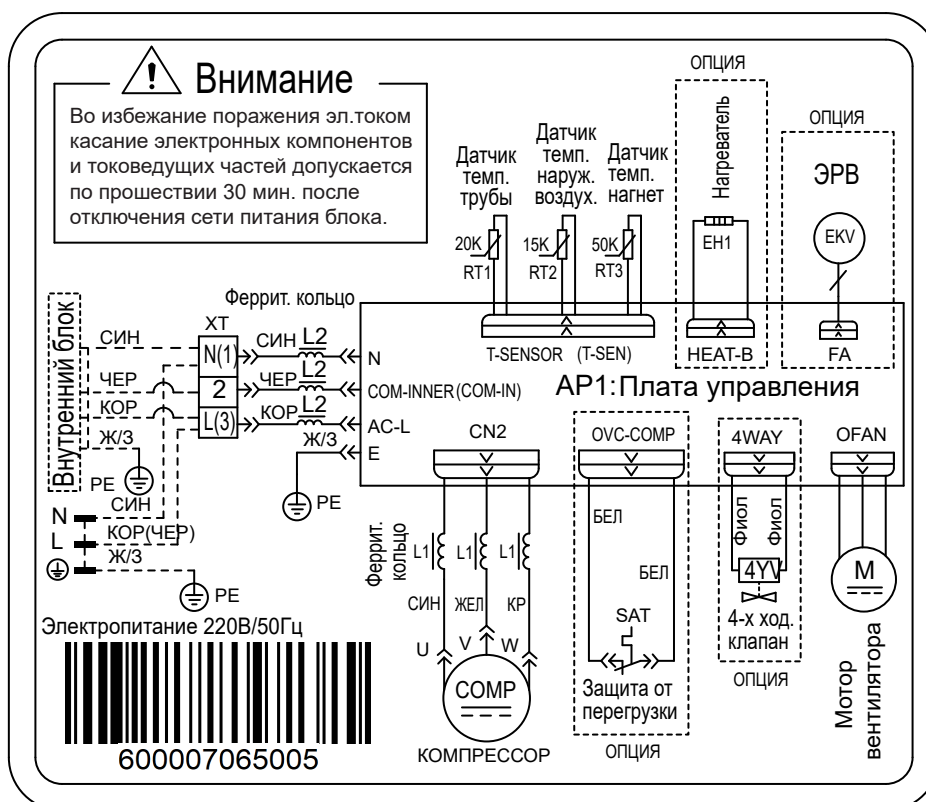 Внимание
Во избежание поражения эл.током
касание электронных компонентов
и токоведущих частей допускается
по прошествии 30 мин. после
отключения сети питания блока.
Датчик
темп.
трубы
Датчик
темп.
наруж.
воздух.
Датчик
темп.
нагнет
20K
RT1
15K
RT2
50K
RT3
ОПЦИЯ
Нагреватель
EH1
HEAT-B
ОПЦИЯ
ЭРВ
EKV
FA
T-SENSOR (T-SEN)
AP1:Плата управления
Феррит. кольцо
Внутренний блок
СИН
ЧЕР
КОР
Ж/З
PE
XT
N(1)
2
L(3)
СИН L2
ЧЕР L2
КОР L2
Ж/З
N
COM-INNER(COM-IN)
AC-L
E
PE
N
L
СИН
КОР(ЧЕР)
Ж/З
PE
Электропитание 220В/50Гц
600007065005
CN2
Феррит.
кольцо
L1
L1
L1
СИН
ЖЕЛ
КР
U
V
W
COMP
КОМПРЕССОР
OVC-COMP
БЕЛ
БЕЛ
SAT
Защита от
перегрузки
ОПЦИЯ
4WAY
Фиол
Фиол
4YV
4-х ход.
клапан
ОПЦИЯ
OFAN
M
Мотор
вентилятора